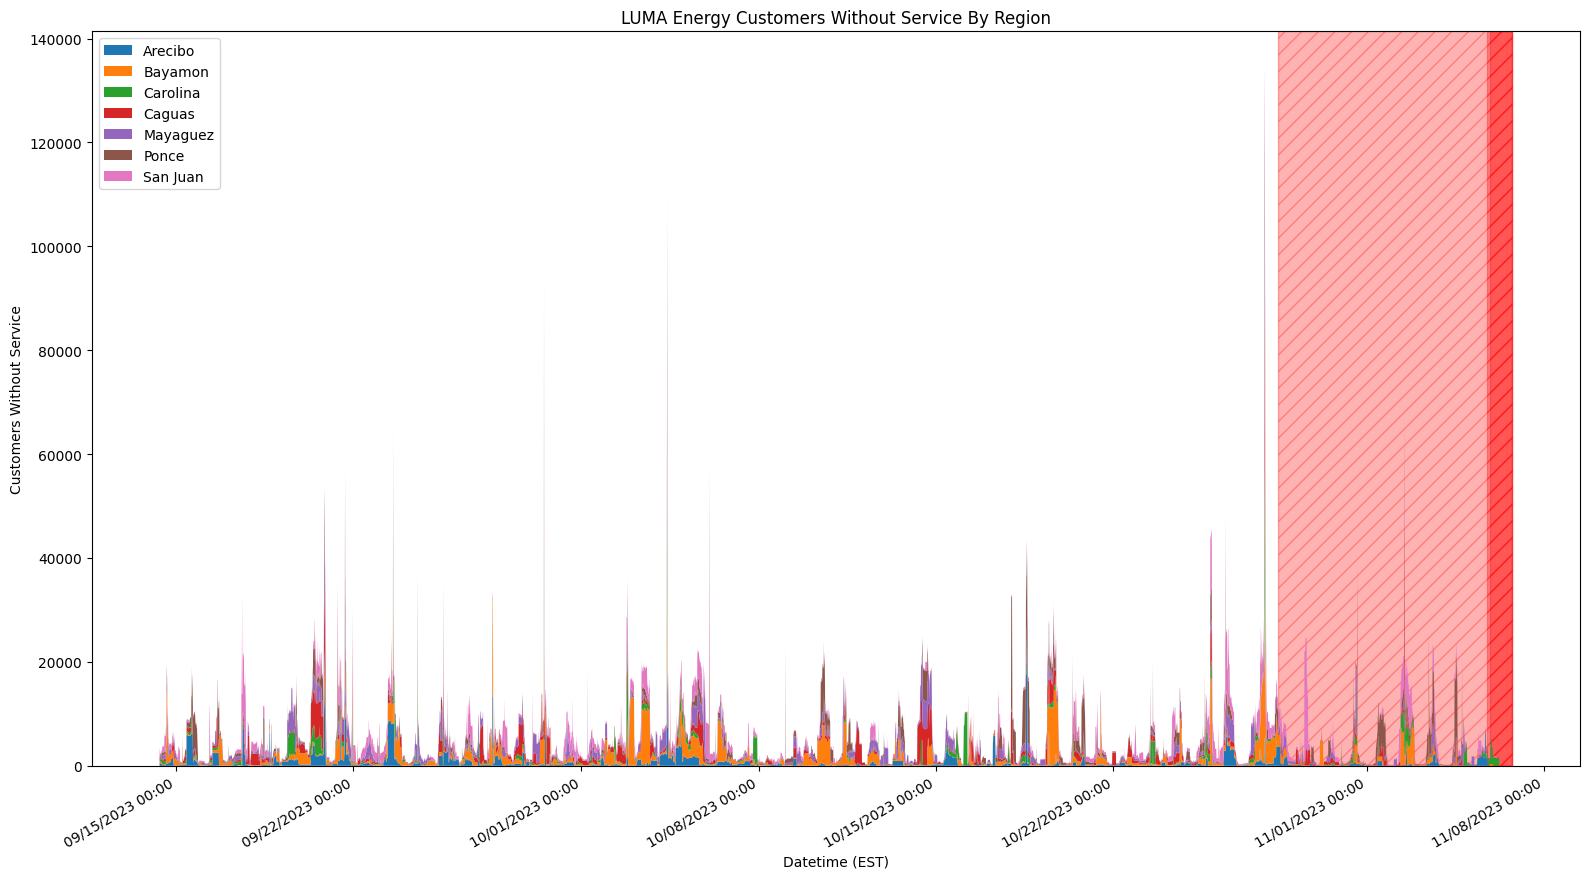 LUMA Energy Customers Without Service By Region
140000
120000
100000
80000
60000
40000
20000
0
Customers Without Service
Arecibo
Bayamon
Carolina
Caguas
Mayaguez
Ponce
San Juan
09/15/2023 00:00
09/22/2023 00:00
10/01/2023 00:00
10/08/2023 00:00
10/15/2023 00:00
10/22/2023 00:00
11/01/2023 00:00
11/08/2023 00:00
Datetime (EST)